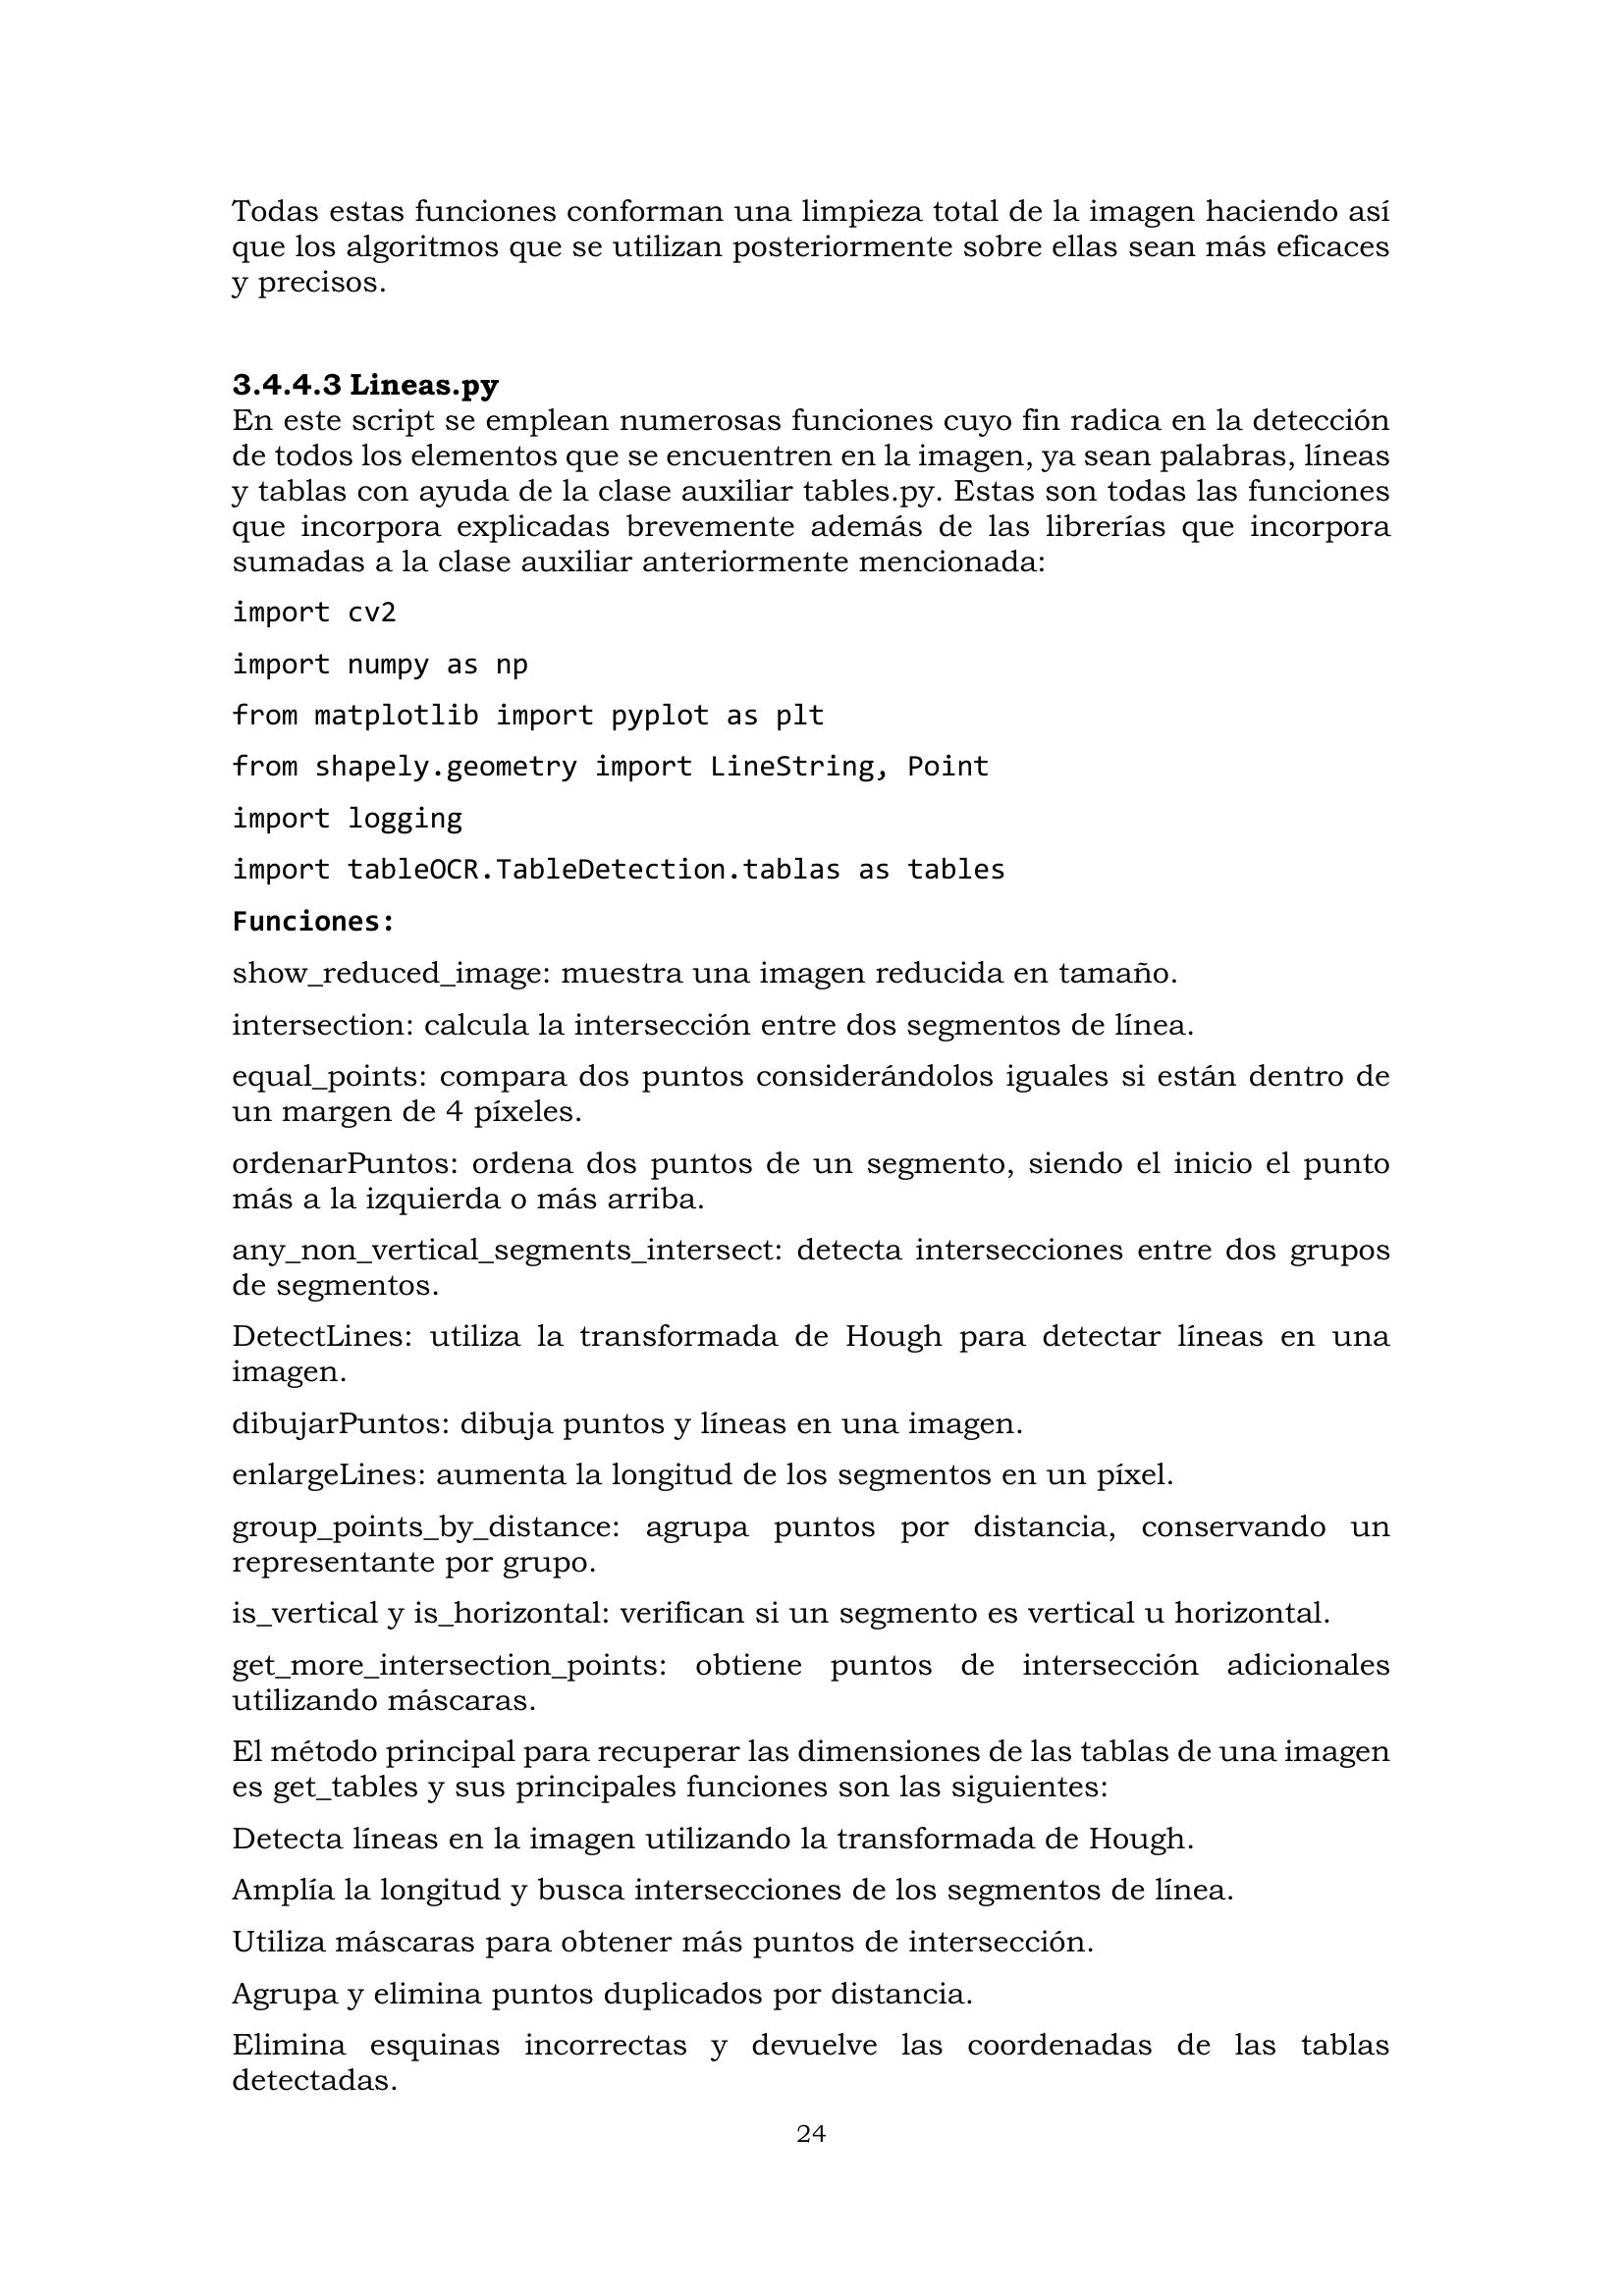 Todas estas funciones conforman una limpieza total de la imagen haciendo así
que los algoritmos que se utilizan posteriormente sobre ellas sean más eficaces
y precisos.
3.4.4.3 Lineas.py
En este script se emplean numerosas funciones cuyo fin radica en la detección
de todos los elementos que se encuentren en la imagen, ya sean palabras, líneas
y tablas con ayuda de la clase auxiliar tables.py. Estas son todas las funciones
que incorpora explicadas brevemente además de las librerías que incorpora
sumadas a la clase auxiliar anteriormente mencionada:
import cv2
import numpy as np
from matplotlib import pyplot as plt
from shapely.geometry import LineString, Point
import logging
import tableOCR.TableDetection.tablas as tables
Funciones:
show_reduced_image: muestra una imagen reducida en tamaño.
intersection: calcula la intersección entre dos segmentos de línea.
equal_points: compara dos puntos considerándolos iguales si están dentro de
un margen de 4 píxeles.
ordenarPuntos: ordena dos puntos de un segmento, siendo el inicio el punto
más a la izquierda o más arriba.
any_non_vertical_segments_intersect: detecta intersecciones entre dos grupos
de segmentos.
DetectLines: utiliza la transformada de Hough para detectar líneas en una
imagen.
dibujarPuntos: dibuja puntos y líneas en una imagen.
enlargeLines: aumenta la longitud de los segmentos en un píxel.
group_points_by_distance: agrupa puntos por distancia, conservando un
representante por grupo.
is_vertical y is_horizontal: verifican si un segmento es vertical u horizontal.
get_more_intersection_points: obtiene puntos de intersección adicionales
utilizando máscaras.
El método principal para recuperar las dimensiones de las tablas de una imagen
es get_tables y sus principales funciones son las siguientes:
Detecta líneas en la imagen utilizando la transformada de Hough.
Amplía la longitud y busca intersecciones de los segmentos de línea.
Utiliza máscaras para obtener más puntos de intersección.
Agrupa y elimina puntos duplicados por distancia.
Elimina esquinas incorrectas y devuelve las coordenadas de las tablas
detectadas.
24